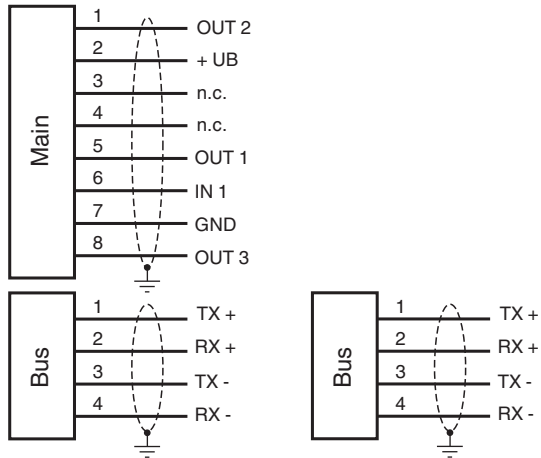 Main
1 OUT 2
2 + UB
3 n.c.
4 n.c.
5 OUT 1
6 IN 1
7 GND
8 OUT 3
Bus
1 TX +
2 RX +
3 TX -
4 RX -
Bus
1 TX +
2 RX +
3 TX -
4 RX -